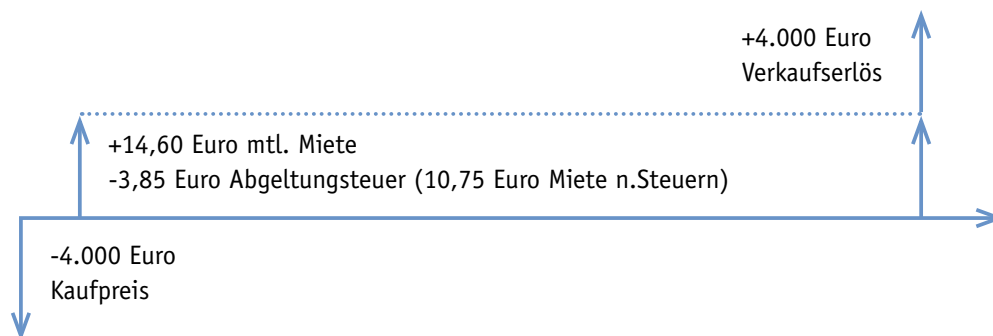 +4.000 Euro
Verkaufserlös
+14,60 Euro mtl. Miete
-3,85 Euro Abgeltungsteuer (10,75 Euro Miete n.Steuern)
-4.000 Euro
Kaufpreis